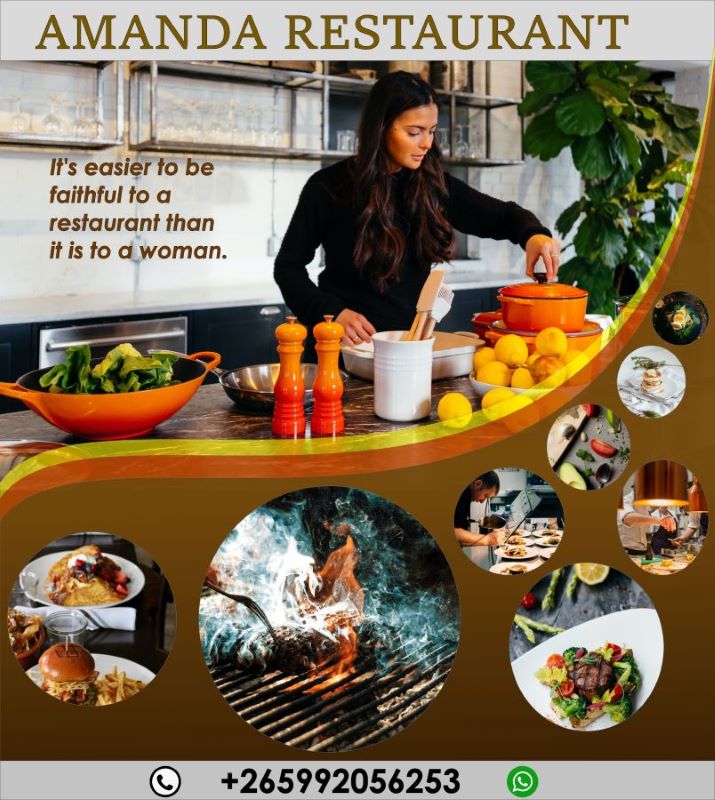 AMANDA RESTAURANT
It's easier to be
faithful to a
restaurant than
it is to a woman.
+265992056253